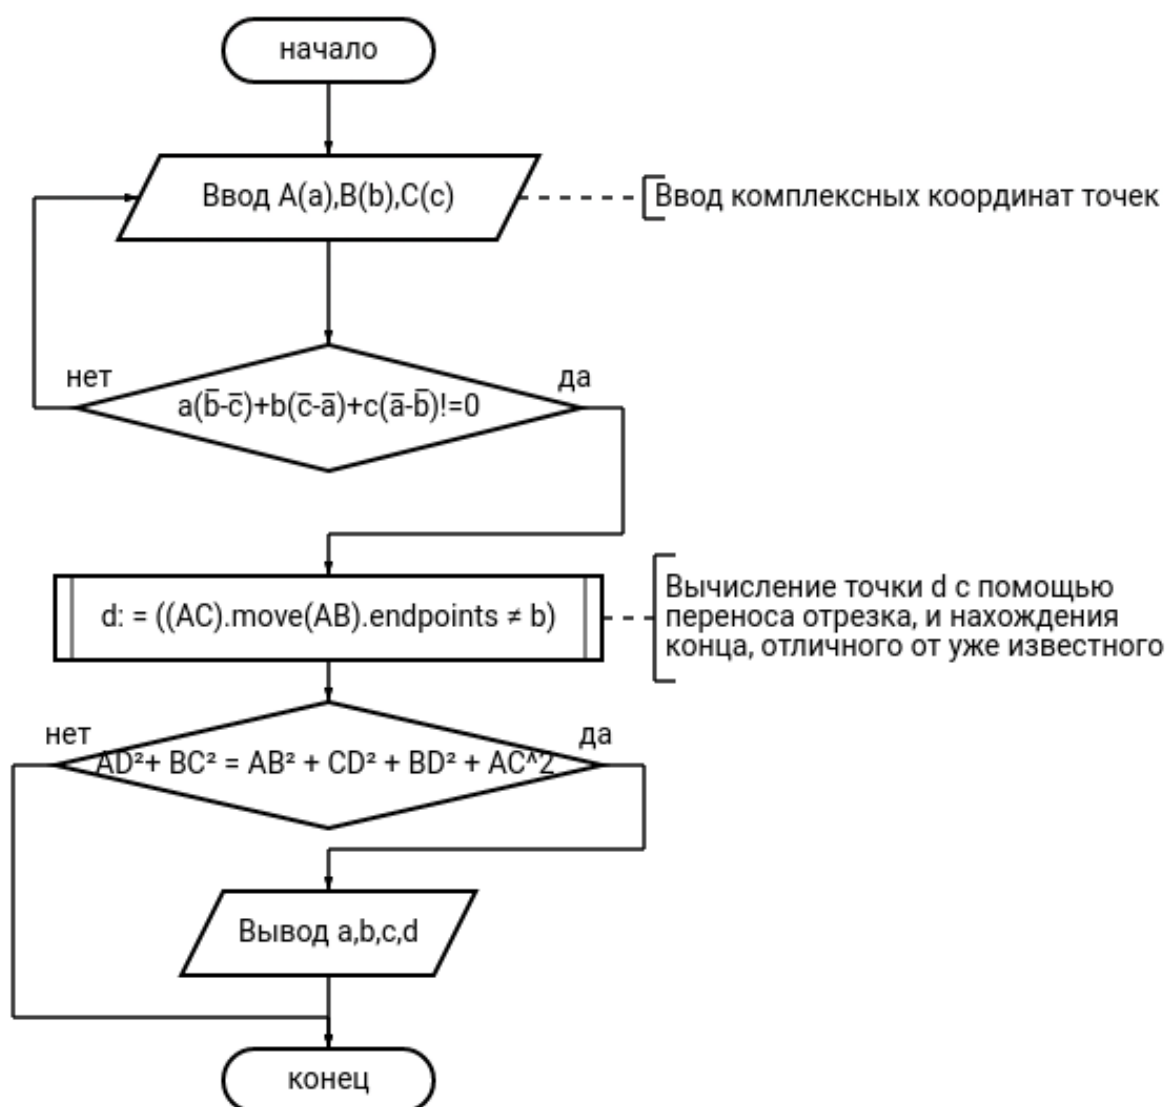 начало
Ввод A(a),B(b),C(c)
Ввод комплексных координат точек
нет
да
a(b̅-c̅)+b(c̅-a̅)+c(a̅-b̅)!=0
d: = ((AC).move(AB).endpoints ≠ b)
Вычисление точки d с помощью
переноса отрезка, и нахождения
конца, отличного от уже известного
нет
да
AD²+ BC² = AB² + CD² + BD² + AC^2
Вывод a,b,c,d
конец